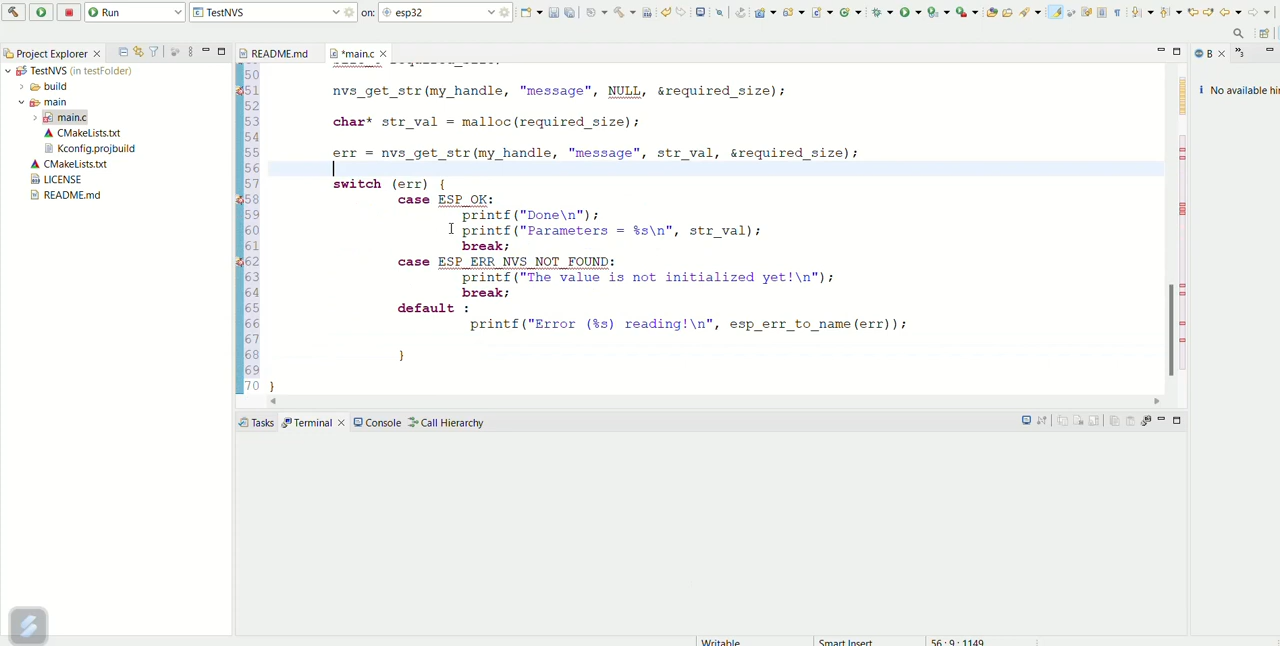 Run
TestNVS
on:
esp32
Project Explorer
TestNVS (in testFolder)
build
main
main.c
CMakeLists.txt
Kconfig.projbuild
CMakeLists.txt
LICENSE
README.md
README.md
*main.c
50
51 nvs_get_str(my_handle, "message", NULL, &required_size);
52
53 char* str_val = malloc(required_size);
54
55 err = nvs_get_str(my_handle, "message", str_val, &required_size);
56
57 switch (err) {
58 case ESP_OK:
59 printf("Done\n");
60 printf("Parameters = %s\n", str_val);
61 break;
62 case ESP_ERR_NVS_NOT_FOUND:
63 printf("The value is not initialized yet!\n");
64 break;
65 default :
66 printf("Error (%s) reading!\n", esp_err_to_name(err));
67
68 }
69
70 }
B
No available hin
Tasks
Terminal
Console
Call Hierarchy
Writable
Smart Insert
56 : 9 : 1149